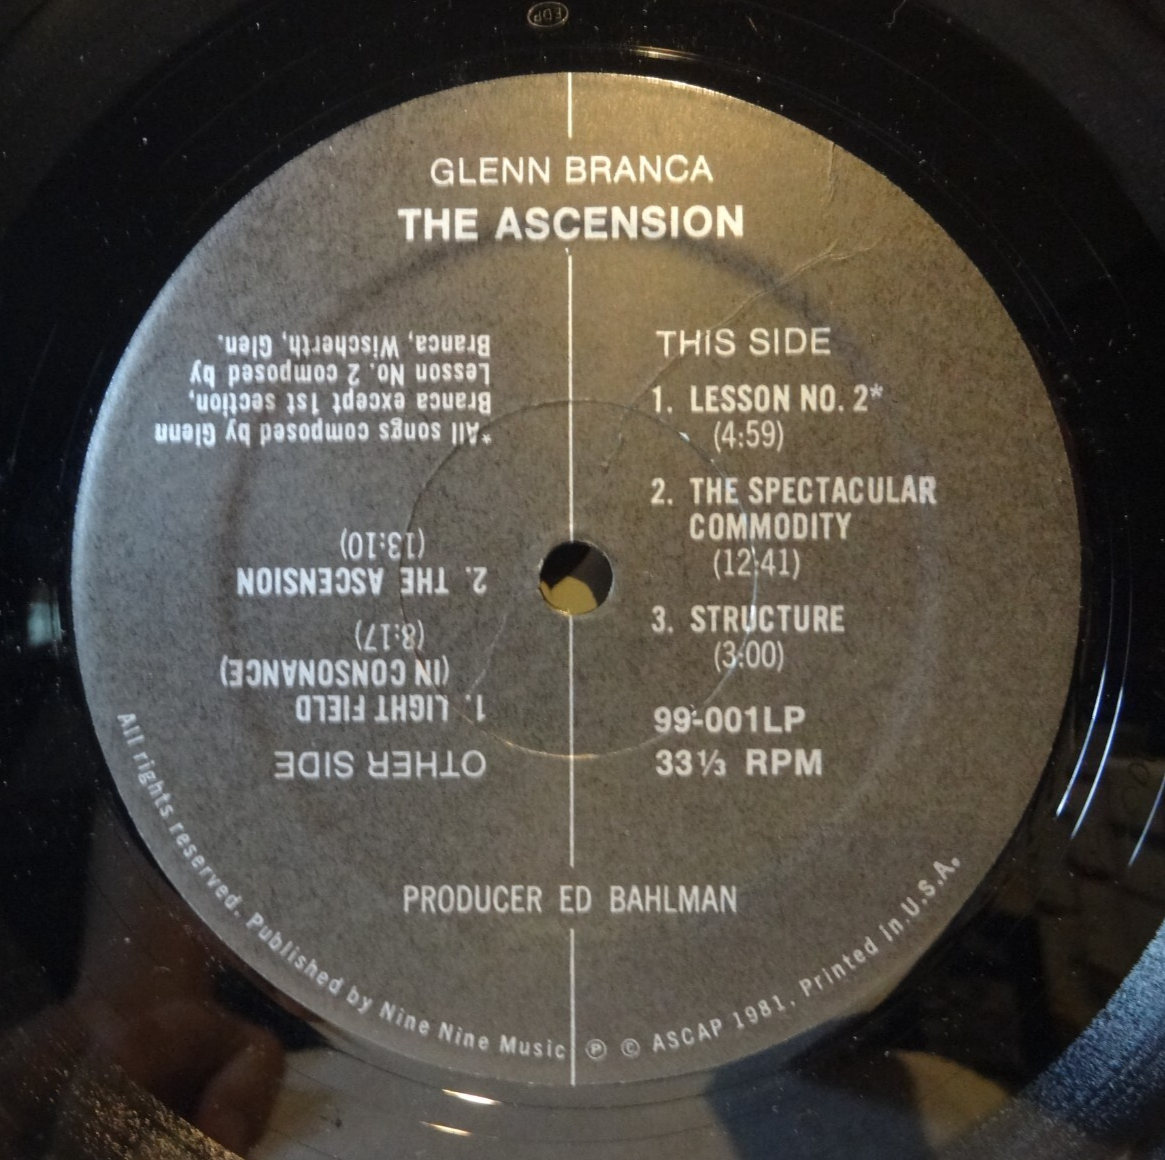 EDP
GLENN BRANCA
THE ASCENSION
THIS SIDE
1. LESSON NO. 2*
(4:59)
2. THE SPECTACULAR
COMMODITY
(12:41)
3. STRUCTURE
(3:00)
99-001LP
33⅓ RPM
OTHER SIDE
1. LIGHT FIELD
(IN CONSONANCE)
(8:17)
2. THE ASCENSION
(13:10)
*All songs composed by Glenn
Branca except 1st section,
Lesson No. 2 composed by
Branca, Wischerth, Glen.
PRODUCER ED BAHLMAN
All rights reserved. Published by Nine Nine Music ℗ © ASCAP 1981. Printed in U.S.A.